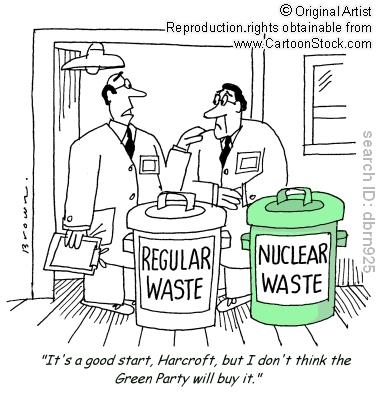 © Original Artist
Reproduction rights obtainable from
www.CartoonStock.com
search ID: dbrn925
Brown.
REGULAR
WASTE
NUCLEAR
WASTE
"It's a good start, Harcroft, but I don't think the
Green Party will buy it."